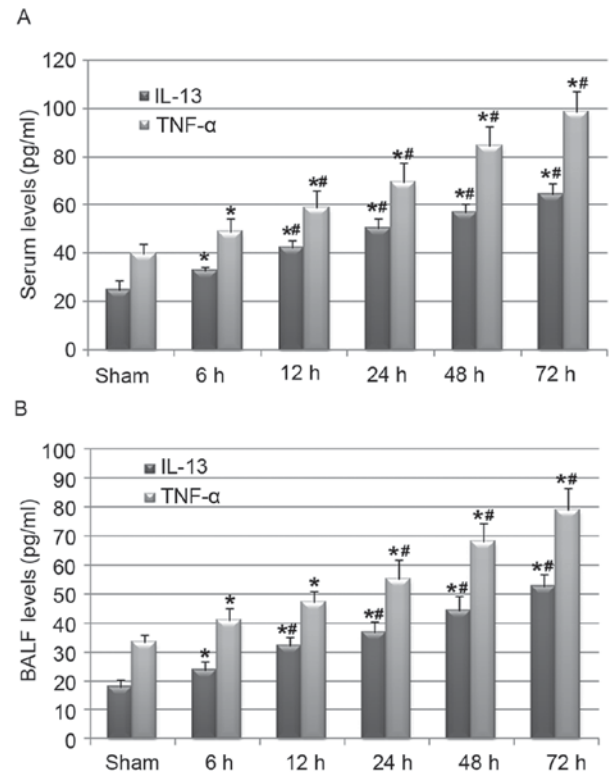 A
Serum levels (pg/ml)
120
100
80
60
40
20
0
IL-13
TNF-α
* *
*# *#
*# *#
*# *#
*# *#
Sham 6 h 12 h 24 h 48 h 72 h
B
BALF levels (pg/ml)
100
90
80
70
60
50
40
30
20
10
0
IL-13
TNF-α
* *
*# *
*# *#
*# *#
*# *#
Sham 6 h 12 h 24 h 48 h 72 h